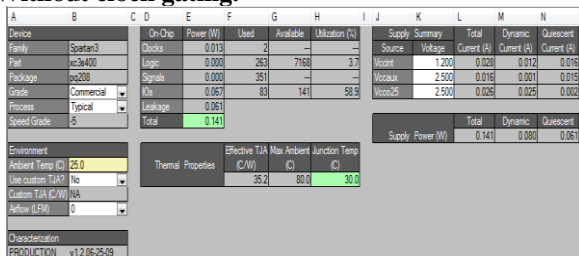 Without clock gating:
A B C D E F G H I J K L M N
Device On-Chip Power (W) Used Available Utilization (%) Supply Summary Total Dynamic Quiescent
Family Spartan3 Clocks 0.013 2 -- -- Source Voltage Current (A) Current (A) Current (A)
Part xc3s400 Logic 0.000 263 7168 3.7 Vccint 1.200 0.028 0.012 0.016
Package pq208 Signals 0.000 351 -- -- Vccaux 2.500 0.016 0.001 0.015
Grade Commercial IOs 0.067 83 141 58.9 Vcco25 2.500 0.026 0.025 0.002
Process Typical Leakage 0.061
Speed Grade -5 Total 0.141 Total Dynamic Quiescent
Supply Power (W) 0.141 0.080 0.061
Environment Effective TJA Max Ambient Junction Temp
Ambient Temp (C) 25.0 Thermal Properties (C/W) (C) (C)
Use custom TJA? No 35.2 80.0 30.0
Custom TJA (C/W) NA
Airflow (LFM) 0
Characterization
PRODUCTION v1.2,06-25-09